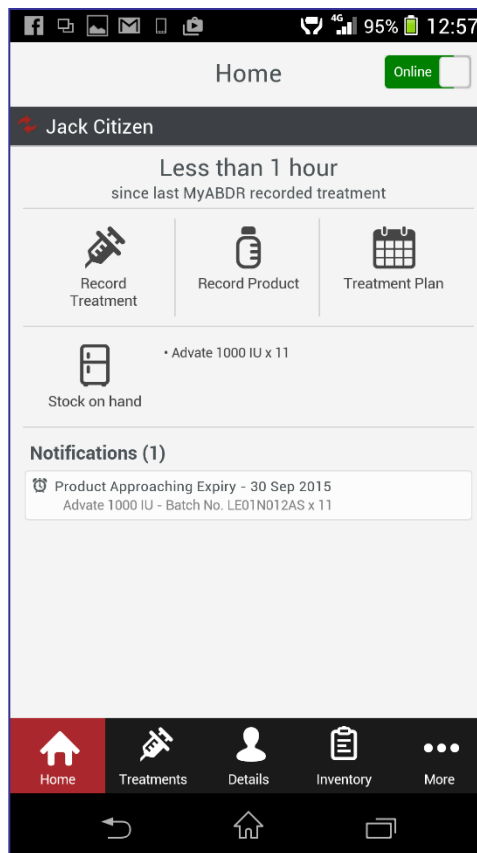 4G 95% 12:57
Home
Online
Jack Citizen
Less than 1 hour
since last MyABDR recorded treatment
Record
Treatment
Record Product
Treatment Plan
Stock on hand
• Advate 1000 IU x 11
Notifications (1)
Product Approaching Expiry - 30 Sep 2015
Advate 1000 IU - Batch No. LE01N012AS x 11
Home
Treatments
Details
Inventory
More